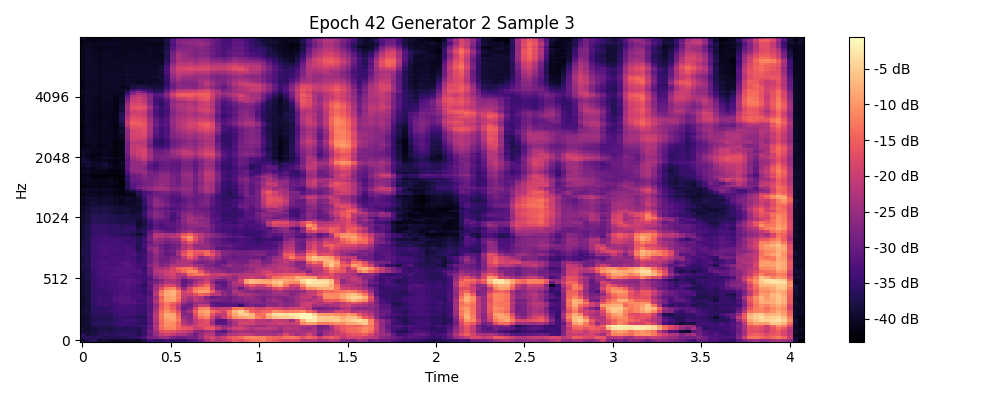 Epoch 42 Generator 2 Sample 3
Hz
4096
2048
1024
512
0
0 0.5 1 1.5 2 2.5 3 3.5 4
Time
-5 dB
-10 dB
-15 dB
-20 dB
-25 dB
-30 dB
-35 dB
-40 dB